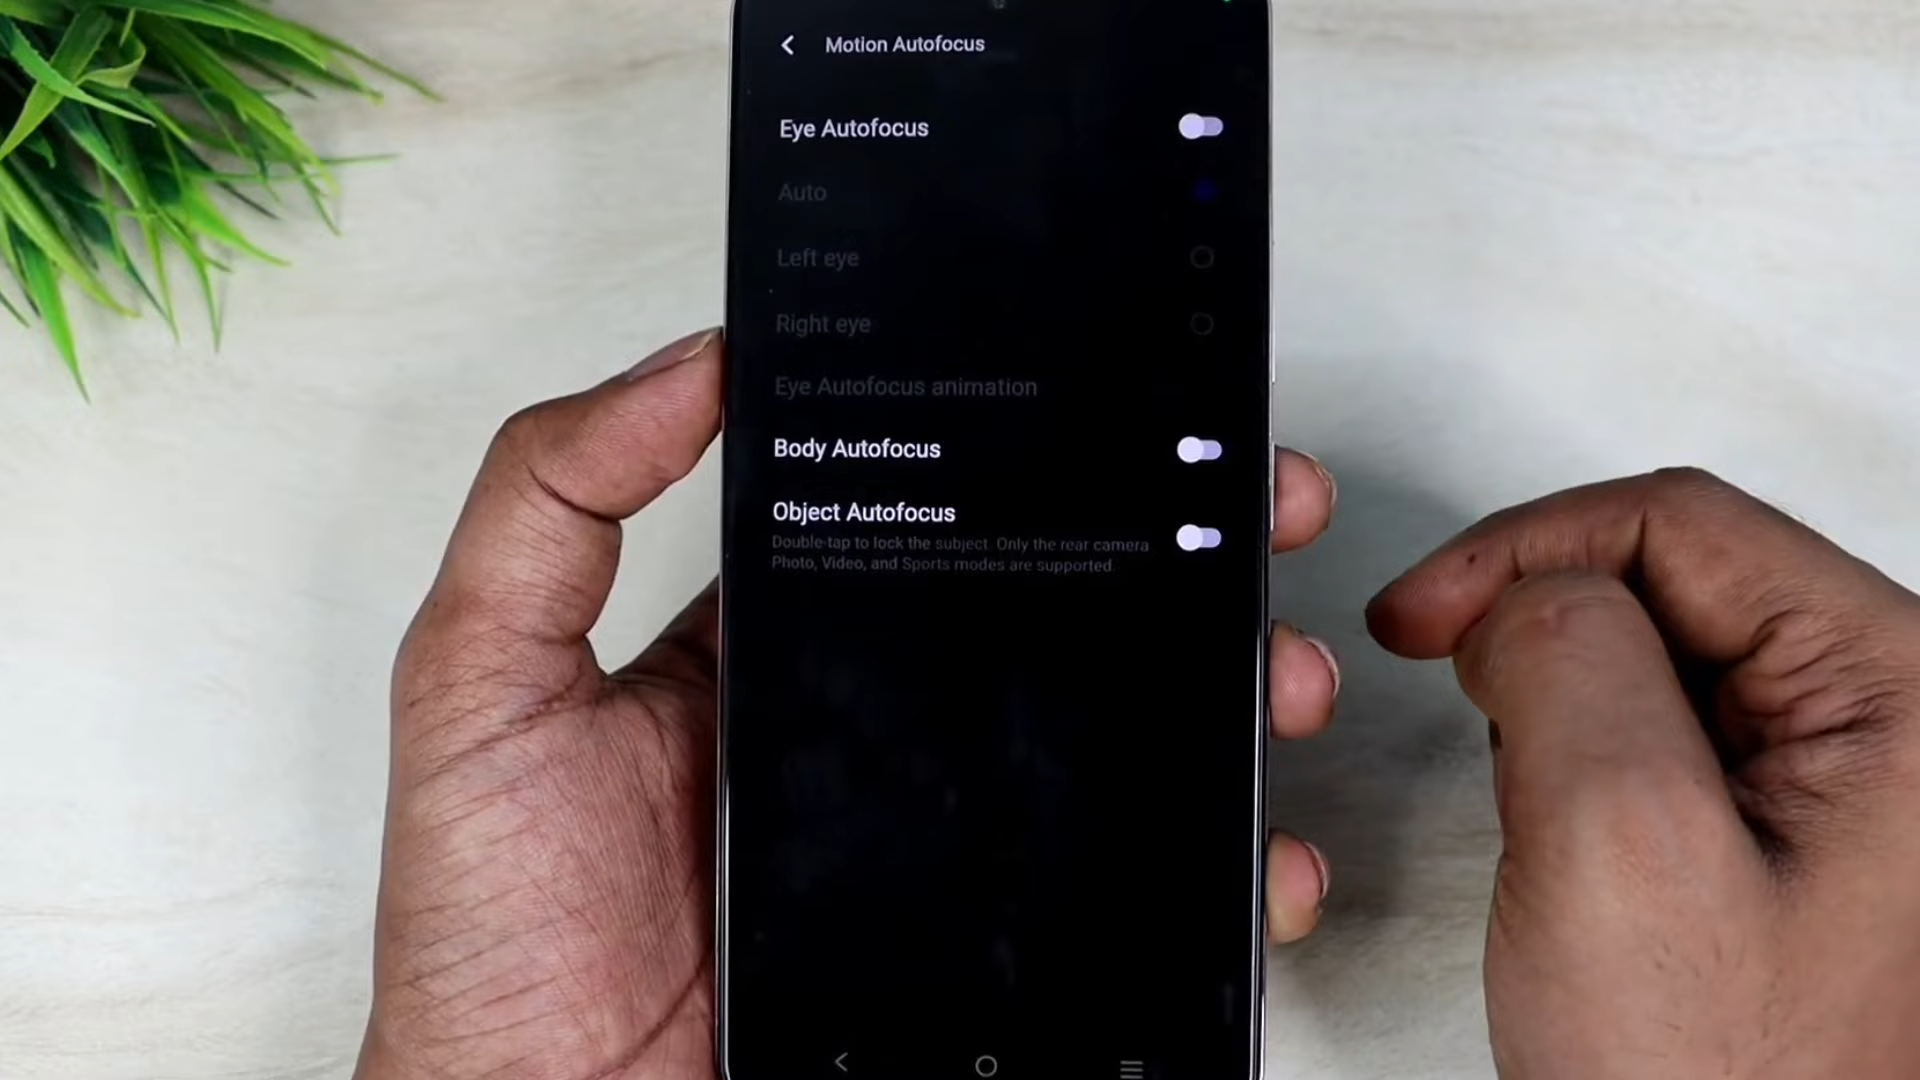 Motion Autofocus
Eye Autofocus
Auto
Left eye
Right eye
Eye Autofocus animation
Body Autofocus
Object Autofocus
Double-tap to lock the subject. Only the rear camera
Photo, Video, and Sports modes are supported.